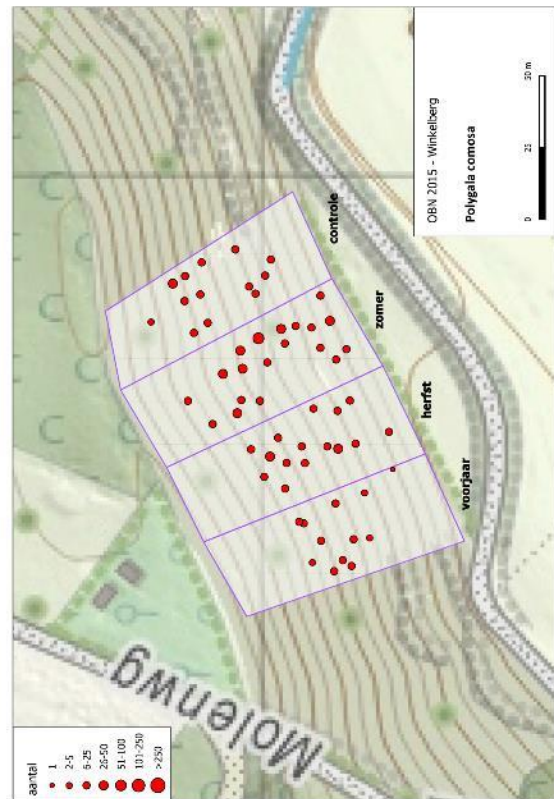 OBN 2015 - Winkelberg
Polygala comosa
0 25 50 m
controle
zomer
herfst
voorjaar
Molenwg
aantal
1
2-5
6-25
26-50
51-100
101-250
>250